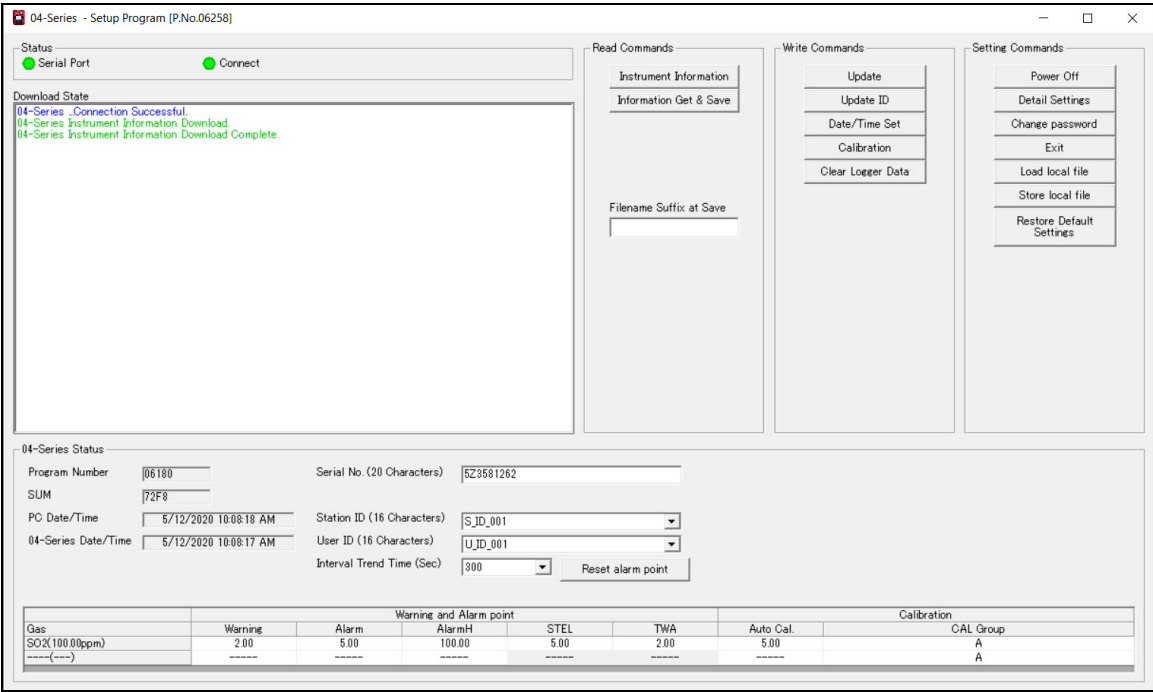 04-Series - Setup Program [P.No.06258]
Status
Serial Port
Connect
Download State
04-Series ..Connection Successful.
04-Series Instrument Information Download.
04-Series Instrument Information Download Complete.
Read Commands
Instrument Information
Information Get & Save
Filename Suffix at Save
Write Commands
Update
Update ID
Date/Time Set
Calibration
Clear Logger Data
Setting Commands
Power Off
Detail Settings
Change password
Exit
Load local file
Store local file
Restore Default
Settings
04-Series Status
Program Number 06180
SUM 72F8
PC Date/Time 5/12/2020 10:08:18 AM
04-Series Date/Time 5/12/2020 10:08:17 AM
Serial No. (20 Characters) 5Z3581262
Station ID (16 Characters) S_ID_001
User ID (16 Characters) U_ID_001
Interval Trend Time (Sec) 300 Reset alarm point
Warning and Alarm point Calibration
Gas Warning Alarm AlarmH STEL TWA Auto Cal. CAL Group
SO2(100.00ppm) 2.00 5.00 100.00 5.00 2.00 5.00 A
----(---) ----- ----- ----- ----- ----- ----- A